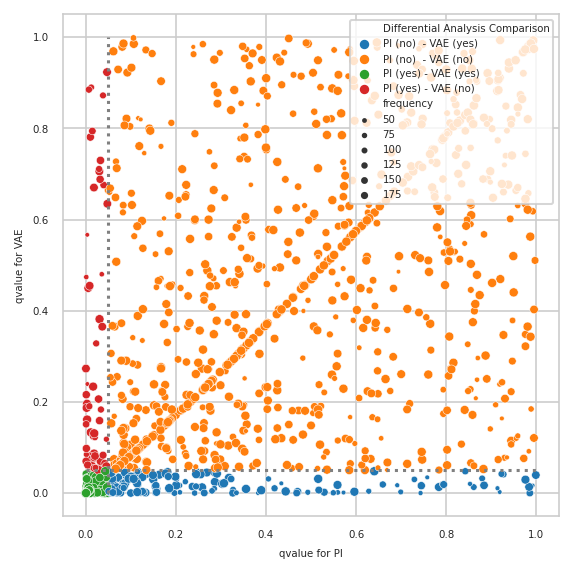 Differential Analysis Comparison
PI (no)  - VAE (yes)
PI (no)  - VAE (no)
PI (yes) - VAE (yes)
PI (yes) - VAE (no)
frequency
50
75
100
125
150
175
1.0
0.8
0.6
0.4
0.2
0.0
qvalue for VAE
0.0 0.2 0.4 0.6 0.8 1.0
qvalue for PI